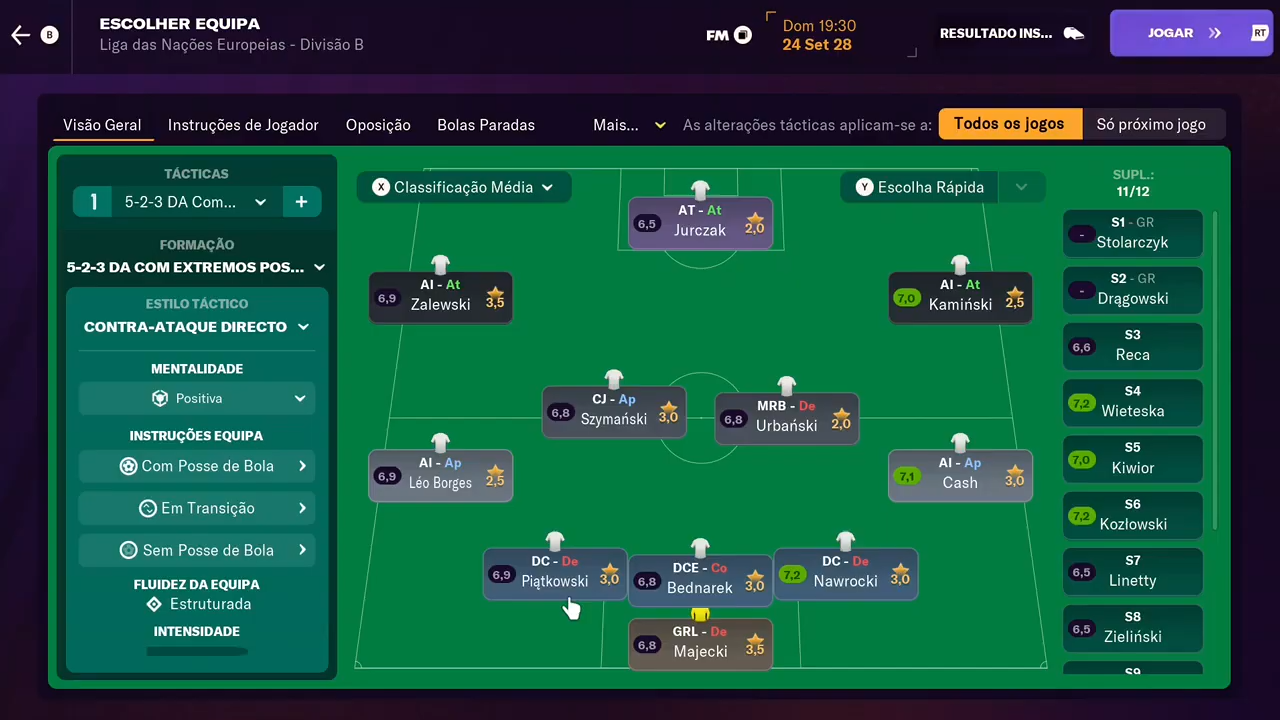 B
ESCOLHER EQUIPA
Liga das Nações Europeias - Divisão B
FM
Dom 19:30
24 Set 28
RESULTADO INS...
JOGAR
RT
Visão Geral
Instruções de Jogador
Oposição
Bolas Paradas
Mais...
As alterações tácticas aplicam-se a:
Todos os jogos
Só próximo jogo
TÁCTICAS
1
5-2-3 DA Com...
+
FORMAÇÃO
5-2-3 DA COM EXTREMOS POS...
ESTILO TÁCTICO
CONTRA-ATAQUE DIRECTO
MENTALIDADE
Positiva
INSTRUÇÕES EQUIPA
Com Posse de Bola
Em Transição
Sem Posse de Bola
FLUIDEZ DA EQUIPA
Estruturada
INTENSIDADE
X Classificação Média
Y Escolha Rápida
AT - At
6,5 Jurczak 2,0
AI - At
6,9 Zalewski 3,5
AI - At
7,0 Kamiński 2,5
CJ - Ap
6,8 Szymański 3,0
MRB - De
6,8 Urbański 2,0
AI - Ap
6,9 Léo Borges 2,5
AI - Ap
7,1 Cash 3,0
DC - De
6,9 Piątkowski 3,0
DCE - Co
6,8 Bednarek 3,0
DC - De
7,2 Nawrocki 3,0
GRL - De
6,8 Majecki 3,5
SUPL.:
11/12
S1 - GR
- Stolarczyk
S2 - GR
- Drągowski
S3
6,6 Reca
S4
7,2 Wieteska
S5
7,0 Kiwior
S6
7,2 Kozłowski
S7
6,5 Linetty
S8
6,5 Zieliński
S9